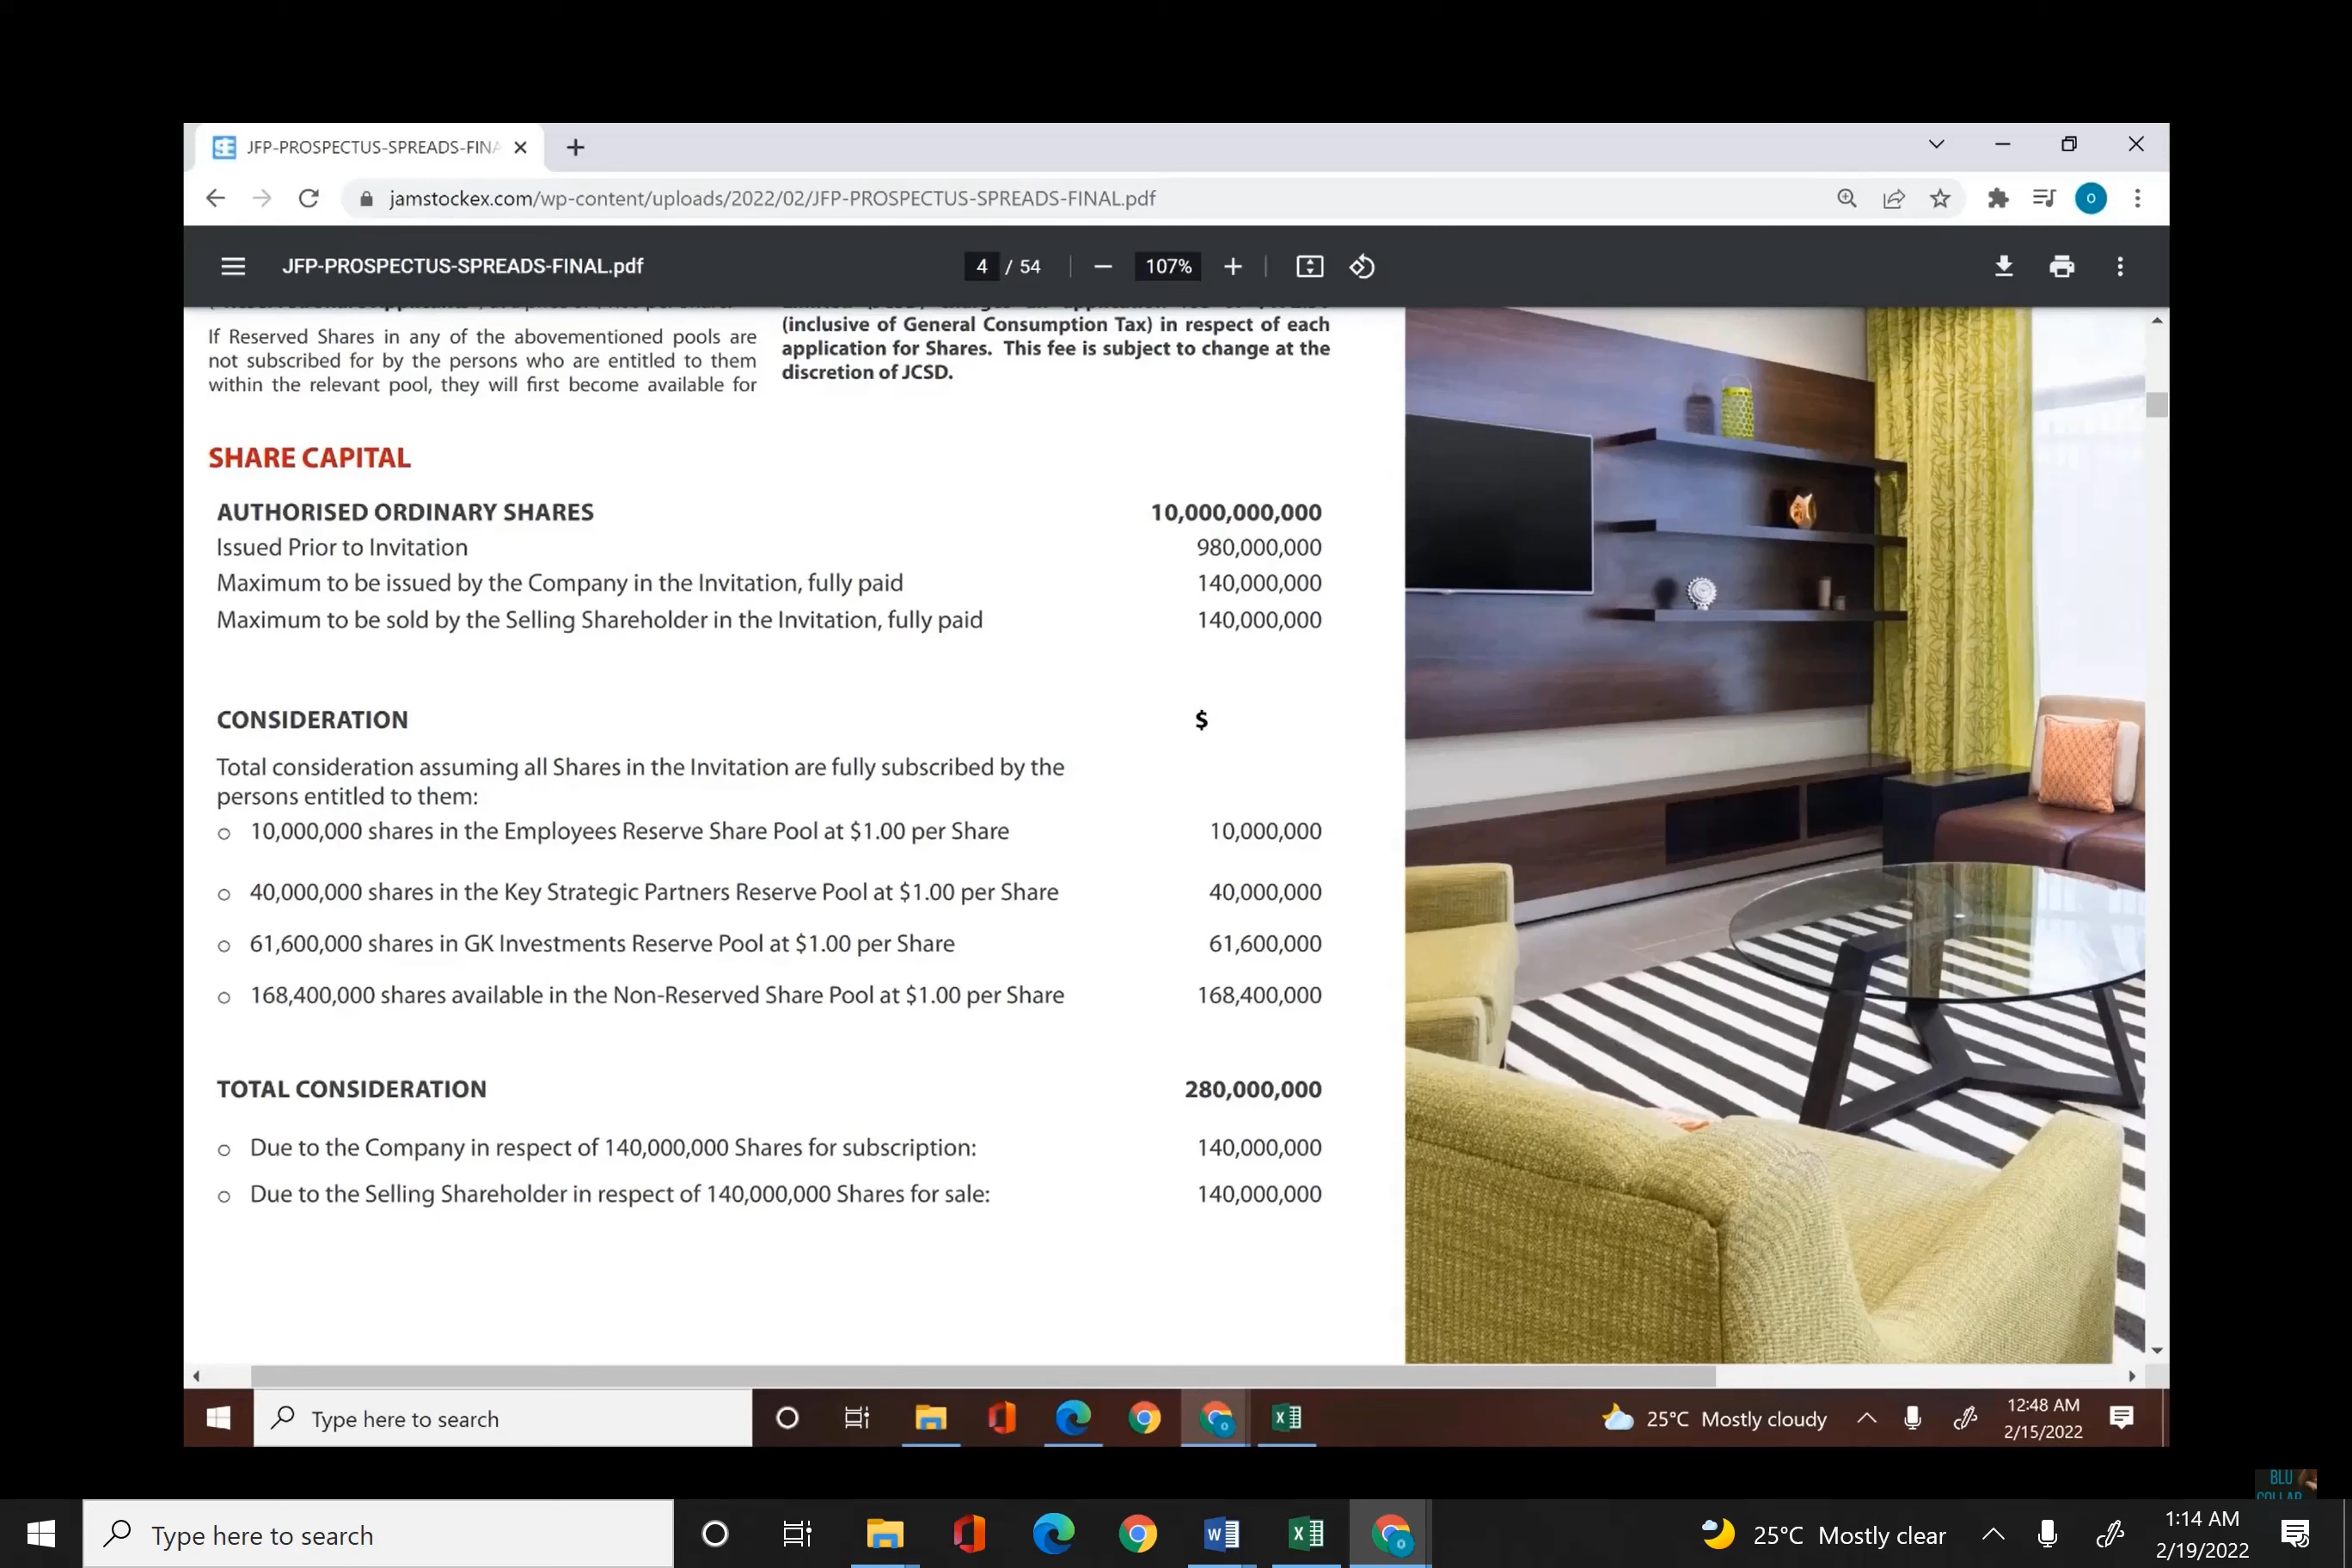 JFP-PROSPECTUS-SPREADS-FINA
jamstockex.com/wp-content/uploads/2022/02/JFP-PROSPECTUS-SPREADS-FINAL.pdf
o
JFP-PROSPECTUS-SPREADS-FINAL.pdf
4 / 54
107%
If Reserved Shares in any of the abovementioned pools are
not subscribed for by the persons who are entitled to them
within the relevant pool, they will first become available for
(inclusive of General Consumption Tax) in respect of each
application for Shares. This fee is subject to change at the
discretion of JCSD.
SHARE CAPITAL
AUTHORISED ORDINARY SHARES 10,000,000,000
Issued Prior to Invitation 980,000,000
Maximum to be issued by the Company in the Invitation, fully paid 140,000,000
Maximum to be sold by the Selling Shareholder in the Invitation, fully paid 140,000,000
CONSIDERATION $
Total consideration assuming all Shares in the Invitation are fully subscribed by the
persons entitled to them:
○ 10,000,000 shares in the Employees Reserve Share Pool at $1.00 per Share 10,000,000
○ 40,000,000 shares in the Key Strategic Partners Reserve Pool at $1.00 per Share 40,000,000
○ 61,600,000 shares in GK Investments Reserve Pool at $1.00 per Share 61,600,000
○ 168,400,000 shares available in the Non-Reserved Share Pool at $1.00 per Share 168,400,000
TOTAL CONSIDERATION 280,000,000
○ Due to the Company in respect of 140,000,000 Shares for subscription: 140,000,000
○ Due to the Selling Shareholder in respect of 140,000,000 Shares for sale: 140,000,000
Type here to search
25°C Mostly cloudy
12:48 AM
2/15/2022
BLU
COLLAR
Type here to search
25°C Mostly clear
1:14 AM
2/19/2022